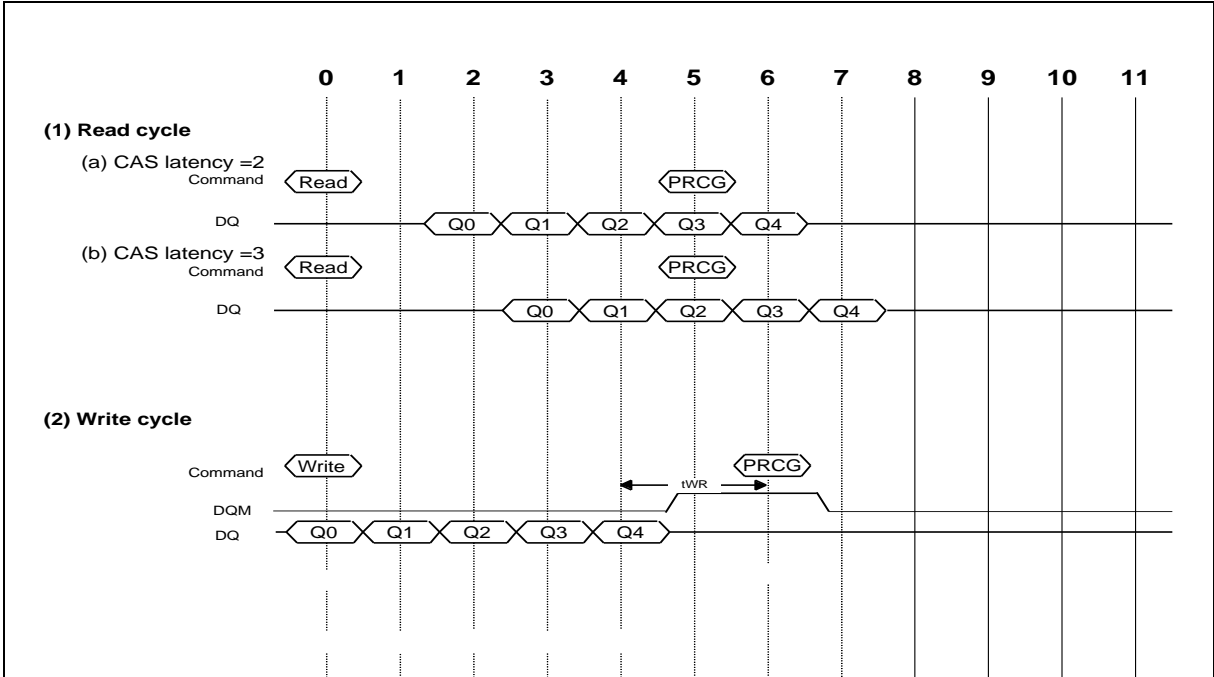 0 1 2 3 4 5 6 7 8 9 10 11
(1) Read cycle
(a) CAS latency =2
Command Read PRCG
DQ Q0 Q1 Q2 Q3 Q4
(b) CAS latency =3
Command Read PRCG
DQ Q0 Q1 Q2 Q3 Q4
(2) Write cycle
Command Write PRCG
tWR
DQM
DQ Q0 Q1 Q2 Q3 Q4